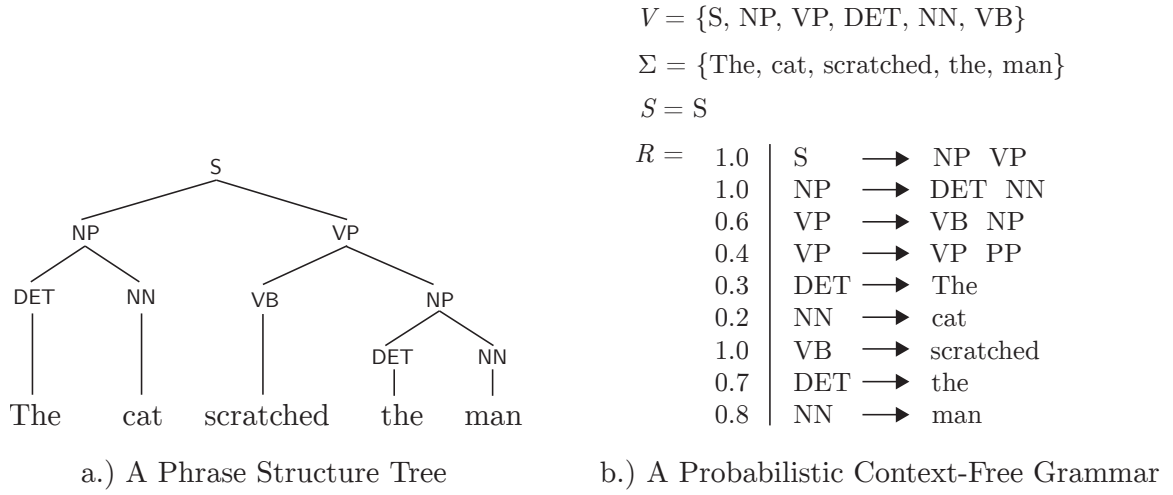 V = {S, NP, VP, DET, NN, VB}
Σ = {The, cat, scratched, the, man}
S = S
R =
1.0 S → NP VP
1.0 NP → DET NN
0.6 VP → VB NP
0.4 VP → VP PP
0.3 DET → The
0.2 NN → cat
1.0 VB → scratched
0.7 DET → the
0.8 NN → man
S
NP VP
DET NN VB NP
DET NN
The cat scratched the man
a.) A Phrase Structure Tree
b.) A Probabilistic Context-Free Grammar